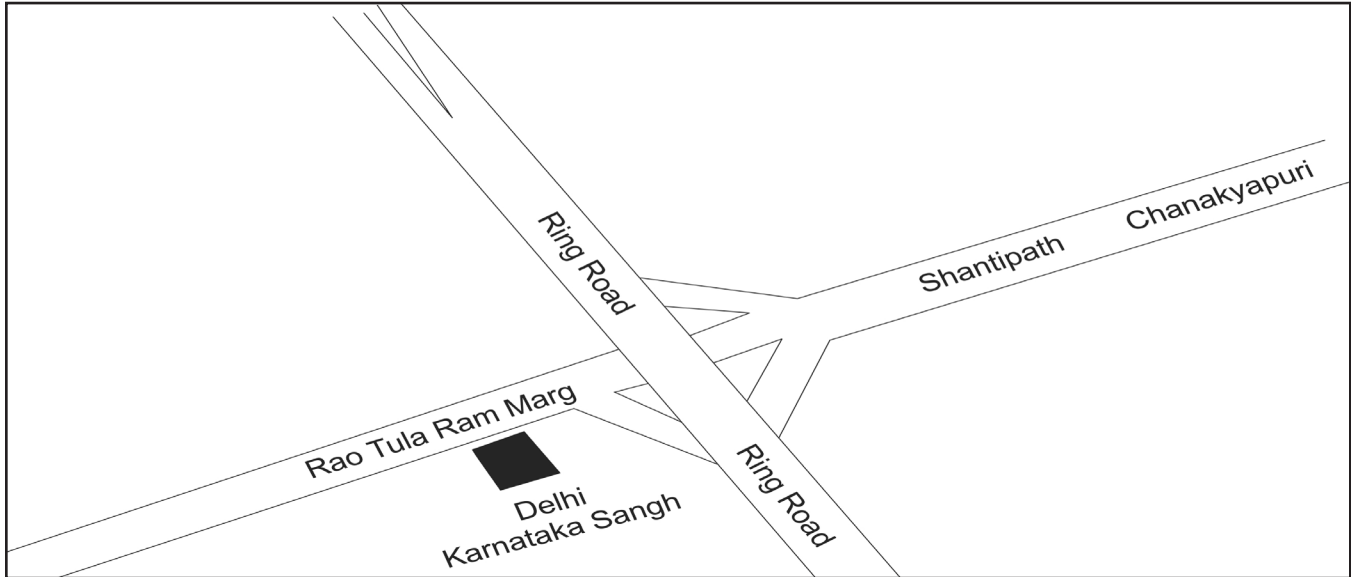 Ring Road
Shantipath
Chanakyapuri
Rao Tula Ram Marg
Delhi
Karnataka Sangh
Ring Road